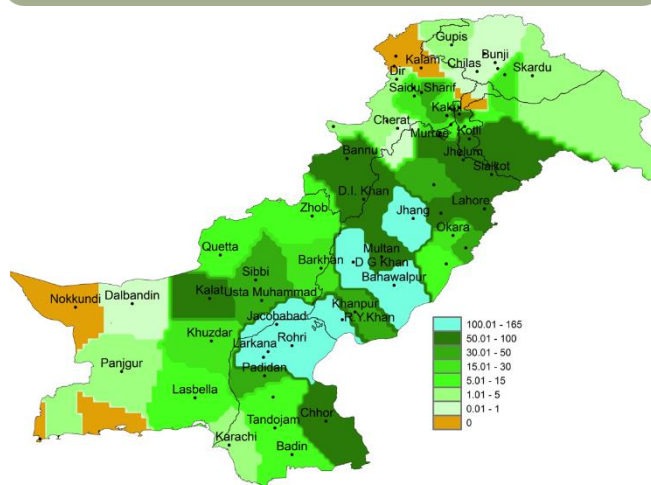 Gupis
Bunji
Chilas
Skardu
Kalam
Dir
Saidu Sharif
Cherat
Kotli
Jhelum
Sialkot
Bannu
D.I. Khan
Lahore
Jhang
Zhob
Okara
Quetta
Multan
D G Khan
Barkhan
Sibbi
Bahawalpur
Kalat
Usta Muhammad
Nokkundi
Dalbandin
Khanpur
R.Y.Khan
Jacobabad
Khuzdar
Rohri
Larkana
Panjgur
Padidan
Lasbella
Chhor
Tandojam
Karachi
Badin
100.01 - 165
50.01 - 100
30.01 - 50
15.01 - 30
5.01 - 15
1.01 - 5
0.01 - 1
0